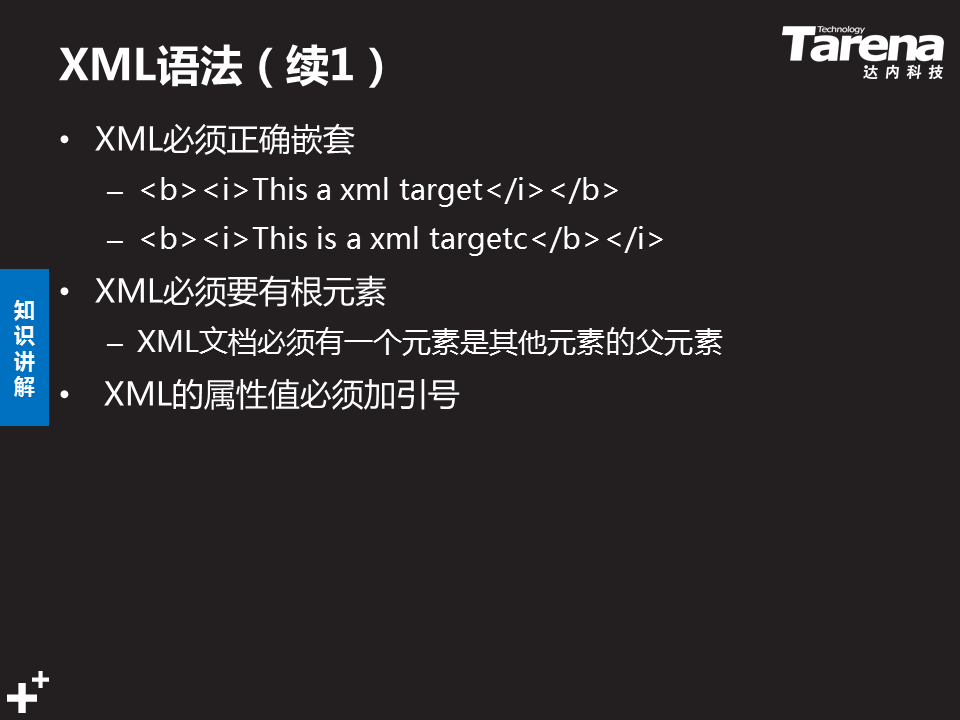 XML语法（续1）
Technology
Tarena
达内科技
• XML必须正确嵌套
– <b><i>This a xml target</i></b>
– <b><i>This is a xml targetc</b></i>
• XML必须要有根元素
– XML文档必须有一个元素是其他元素的父元素
• XML的属性值必须加引号
知识讲解